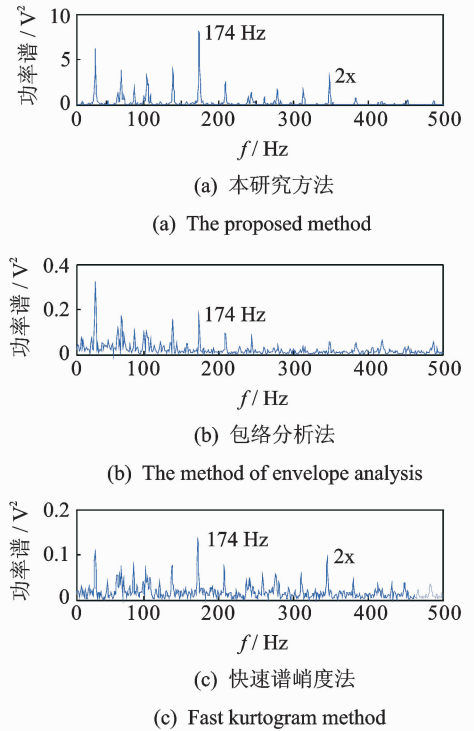 10
5
0
功率谱 / V²
174 Hz
2x
0 100 200 300 400 500
f / Hz
(a) 本研究方法
(a) The proposed method
0.4
0.2
0
功率谱 / V²
174 Hz
0 100 200 300 400 500
f / Hz
(b) 包络分析法
(b) The method of envelope analysis
0.2
0.1
0
功率谱 / V²
174 Hz
2x
0 100 200 300 400 500
f / Hz
(c) 快速谱峭度法
(c) Fast kurtogram method